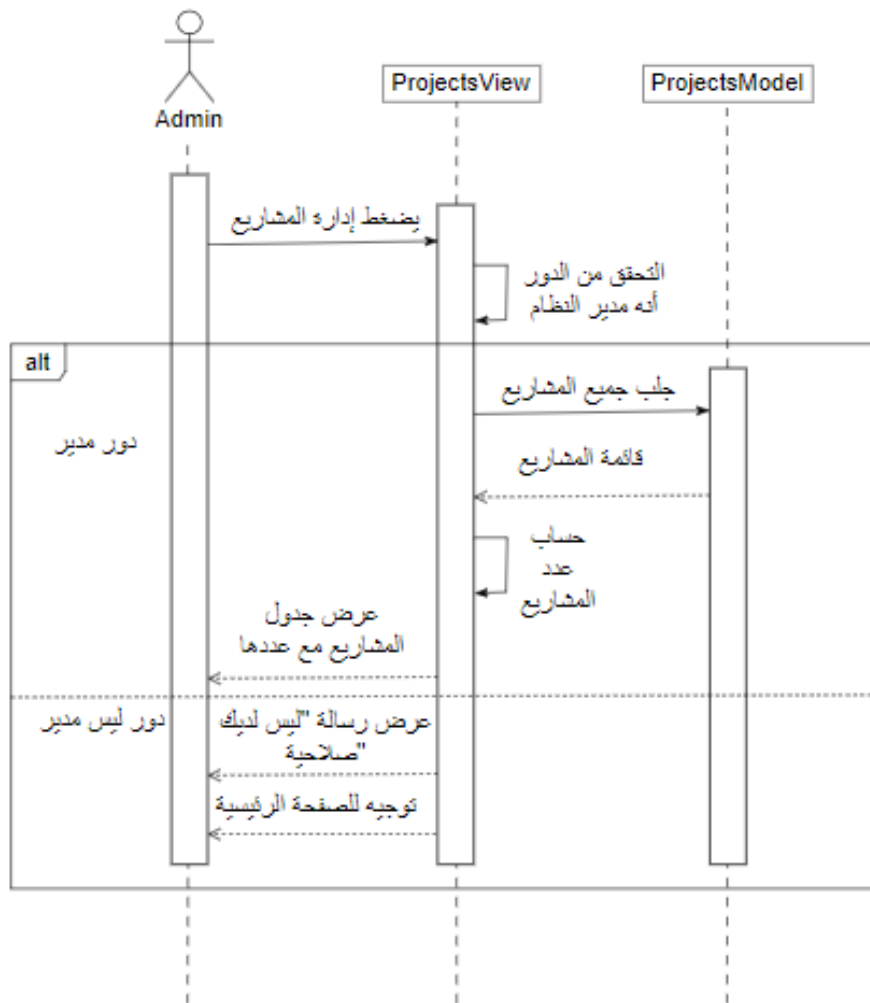 Admin
ProjectsView
ProjectsModel
يضغط إدارة المشاريع
التحقق من الدور
أنه مدير النظام
alt
دور مدير
جلب جميع المشاريع
قائمة المشاريع
حساب
عدد
المشاريع
عرض جدول
المشاريع مع عددها
دور ليس مدير
عرض رسالة "ليس لديك
صلاحية"
توجيه للصفحة الرئيسية